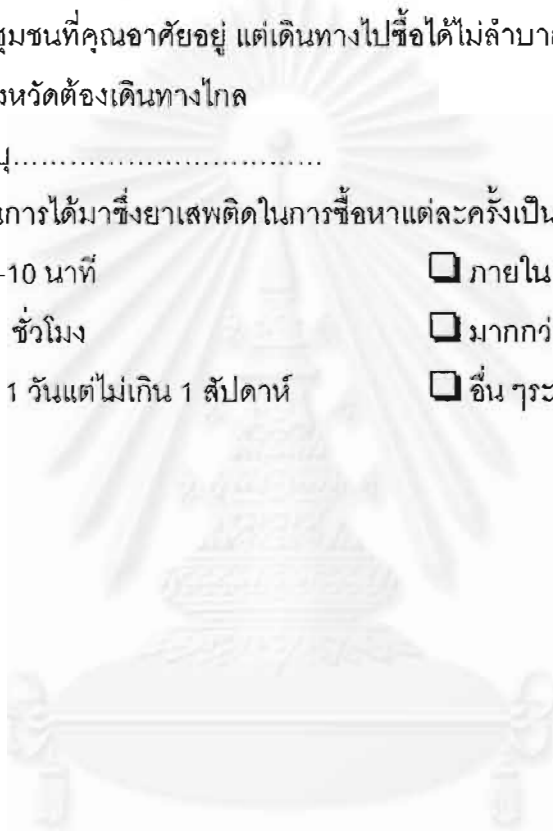 ชุมชนที่คุณอาศัยอยู่ แต่เดินทางไปซื้อได้ไม่ลำบาก
งหวัดต้องเดินทางไกล
ุ................................
นการได้มาซึ่งยาเสพติดในการซื้อหาแต่ละครั้งเป็น
-10 นาที ❑ ภายใน
ชั่วโมง ❑ มากกว่
1 วันแต่ไม่เกิน 1 สัปดาห์ ❑ อื่น ๆระ